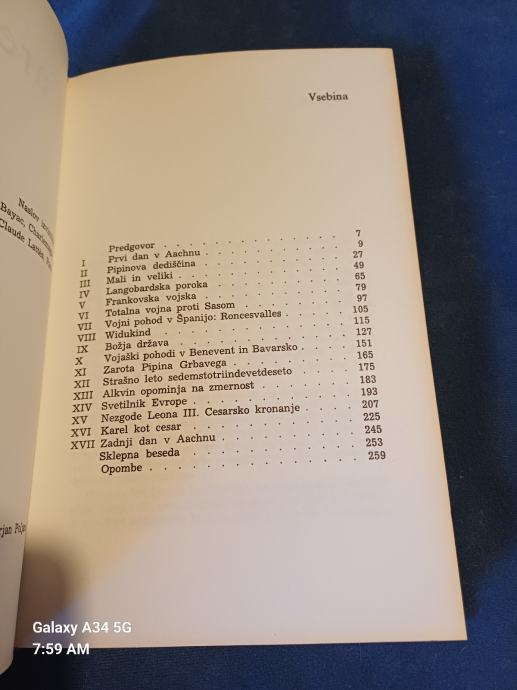 Naslov
Bayac, Charlemagne
Claude Lattès,
Vsebina
Predgovor . . . . . . . . . . . . 7
I Prvi dan v Aachnu . . . . . . . . . 9
II Pipinova dediščina . . . . . . . . . 27
III Mali in veliki . . . . . . . . . . . 49
IV Langobardska poroka . . . . . . . . 65
V Frankovska vojska . . . . . . . . . 79
VI Totalna vojna proti Sasom . . . . . . 97
VII Vojni pohod v Španijo: Roncesvalles . . . . 105
VIII Widukind . . . . . . . . . . . . 115
IX Božja država . . . . . . . . . . . 127
X Vojaški pohodi v Benevent in Bavarsko . . . . 151
XI Zarota Pipina Grbavega . . . . . . . 165
XII Strašno leto sedemstotriindevetdeseto . . . . 175
XIII Alkvin opominja na zmernost . . . . . . 183
XIV Svetilnik Evrope . . . . . . . . . 193
XV Nezgode Leona III. Cesarsko kronanje . . . . 207
XVI Karel kot cesar . . . . . . . . . . 225
XVII Zadnji dan v Aachnu . . . . . . . . 245
Sklepna beseda . . . . . . . . . . 253
Opombe . . . . . . . . . . . . 259
Galaxy A34 5G
7:59 AM